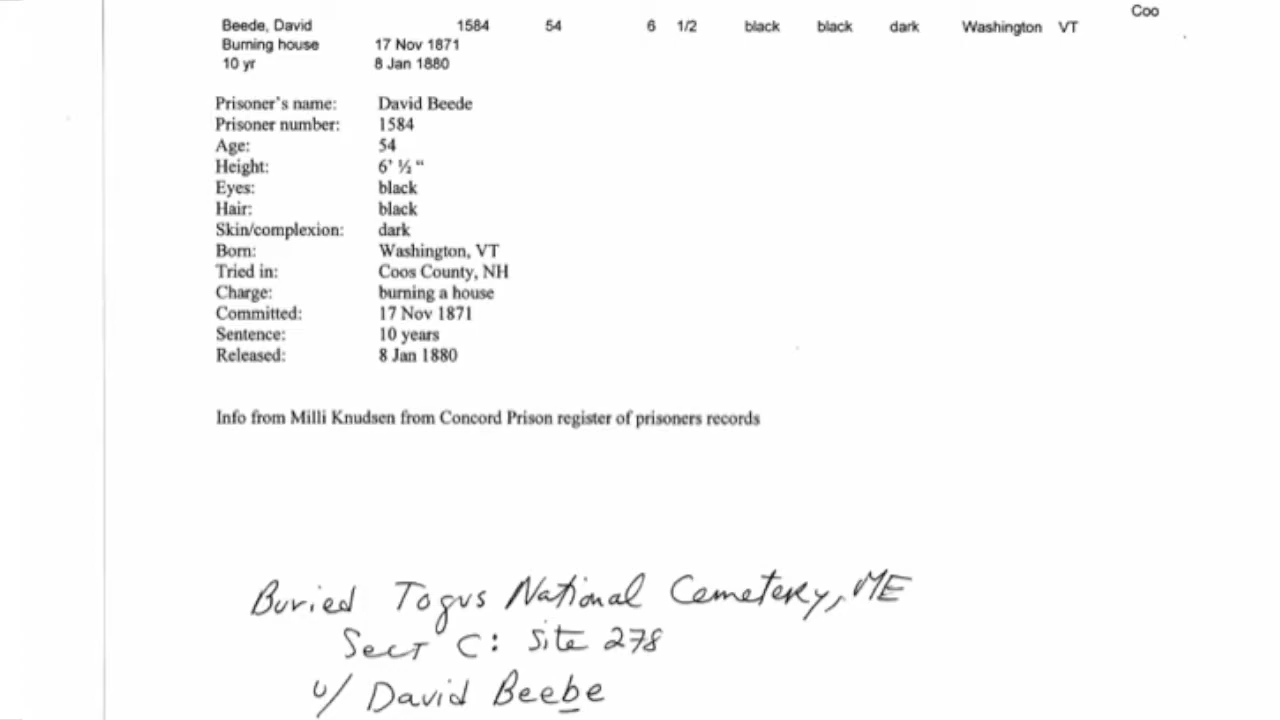 Coo
Beede, David 1584 54 6 1/2 black black dark Washington VT
Burning house 17 Nov 1871
10 yr 8 Jan 1880
Prisoner's name: David Beede
Prisoner number: 1584
Age: 54
Height: 6' ½ "
Eyes: black
Hair: black
Skin/complexion: dark
Born: Washington, VT
Tried in: Coos County, NH
Charge: burning a house
Committed: 17 Nov 1871
Sentence: 10 years
Released: 8 Jan 1880
Info from Milli Knudsen from Concord Prison register of prisoners records
Buried Togus National Cemetery, ME
Sect C: Site 278
w/ David Beebe